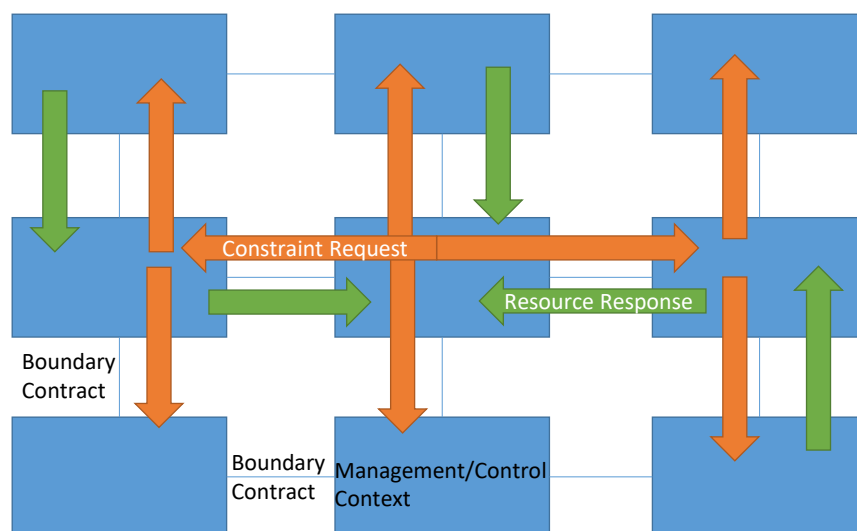 Constraint Request
Resource Response
Boundary
Contract
Boundary
Contract
Management/Control
Context